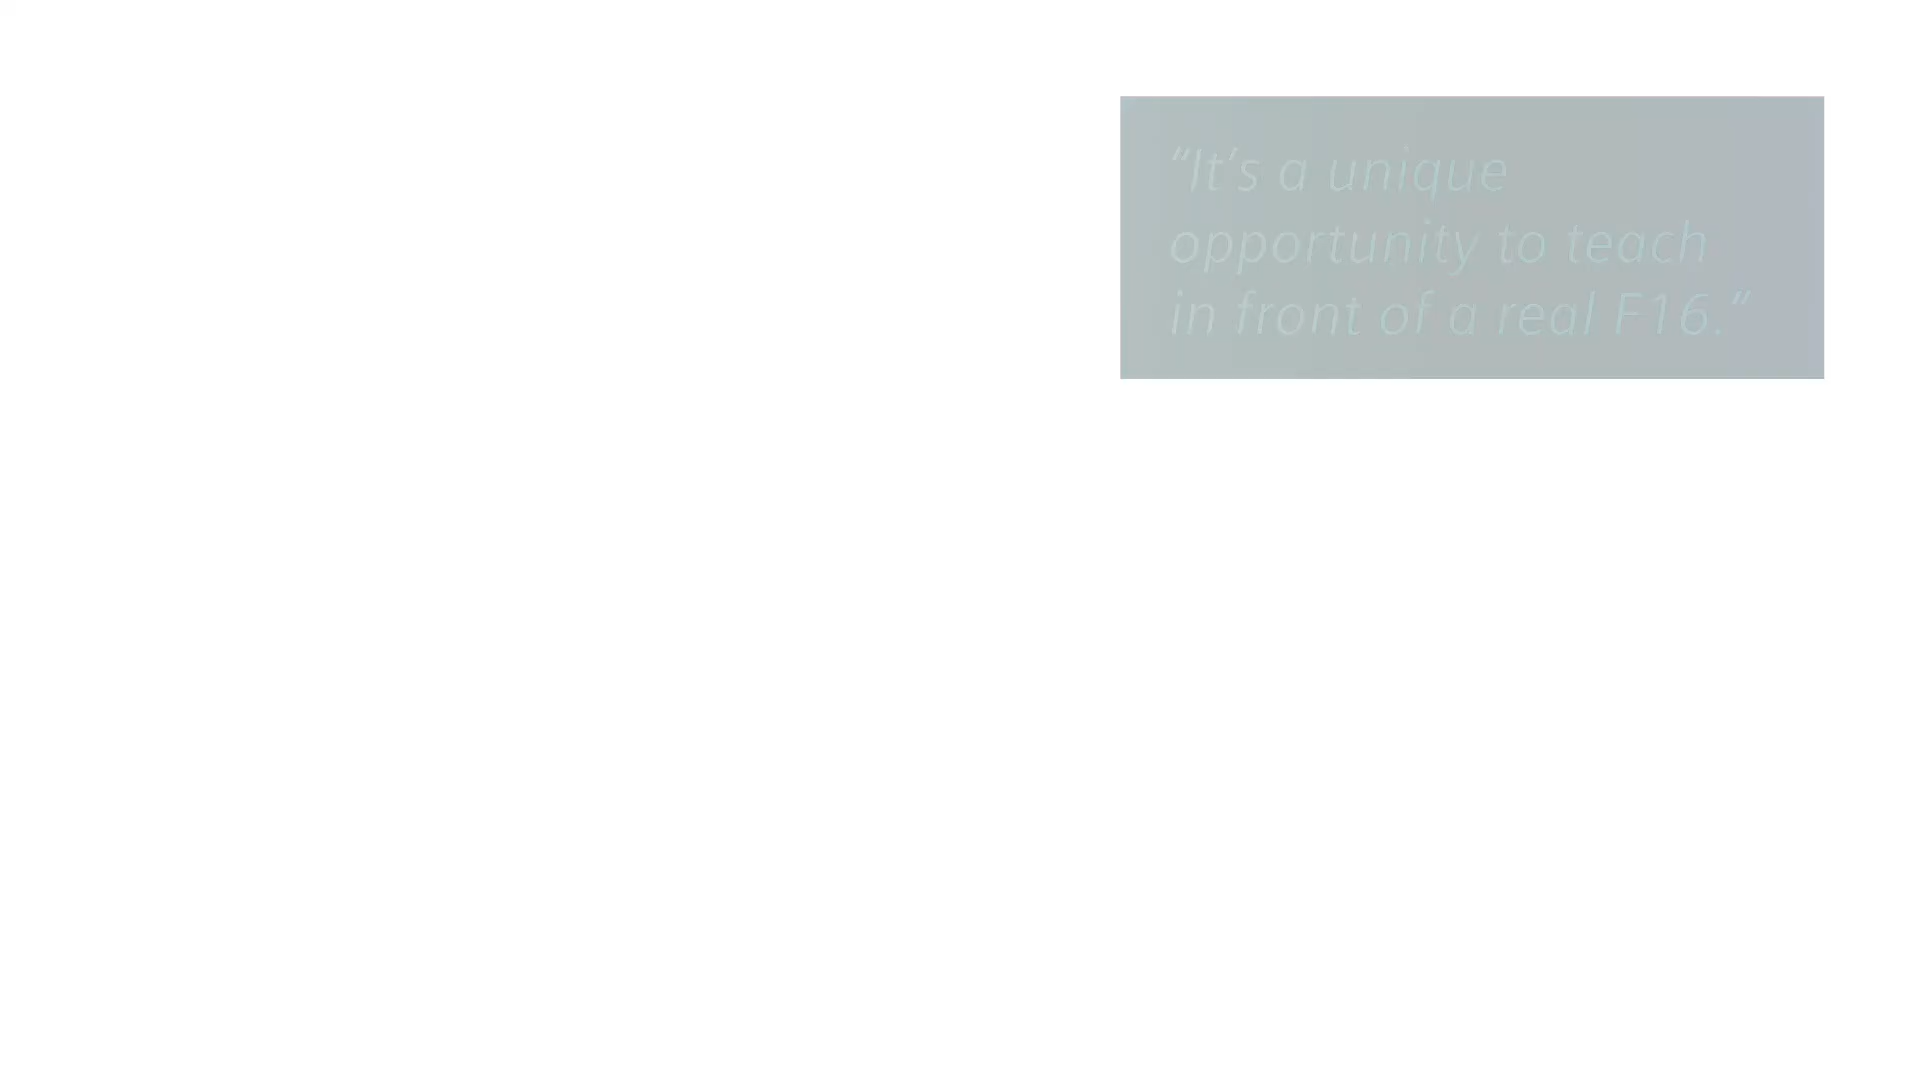 “It’s a unique
opportunity to teach
in front of a real F16.“